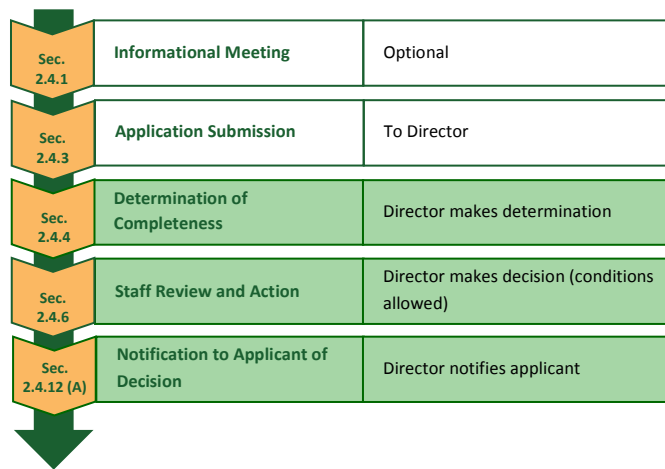 Sec.
2.4.1
Informational Meeting
Optional
Sec.
2.4.3
Application Submission
To Director
Sec.
2.4.4
Determination of
Completeness
Director makes determination
Sec.
2.4.6
Staff Review and Action
Director makes decision (conditions
allowed)
Sec.
2.4.12 (A)
Notification to Applicant of
Decision
Director notifies applicant